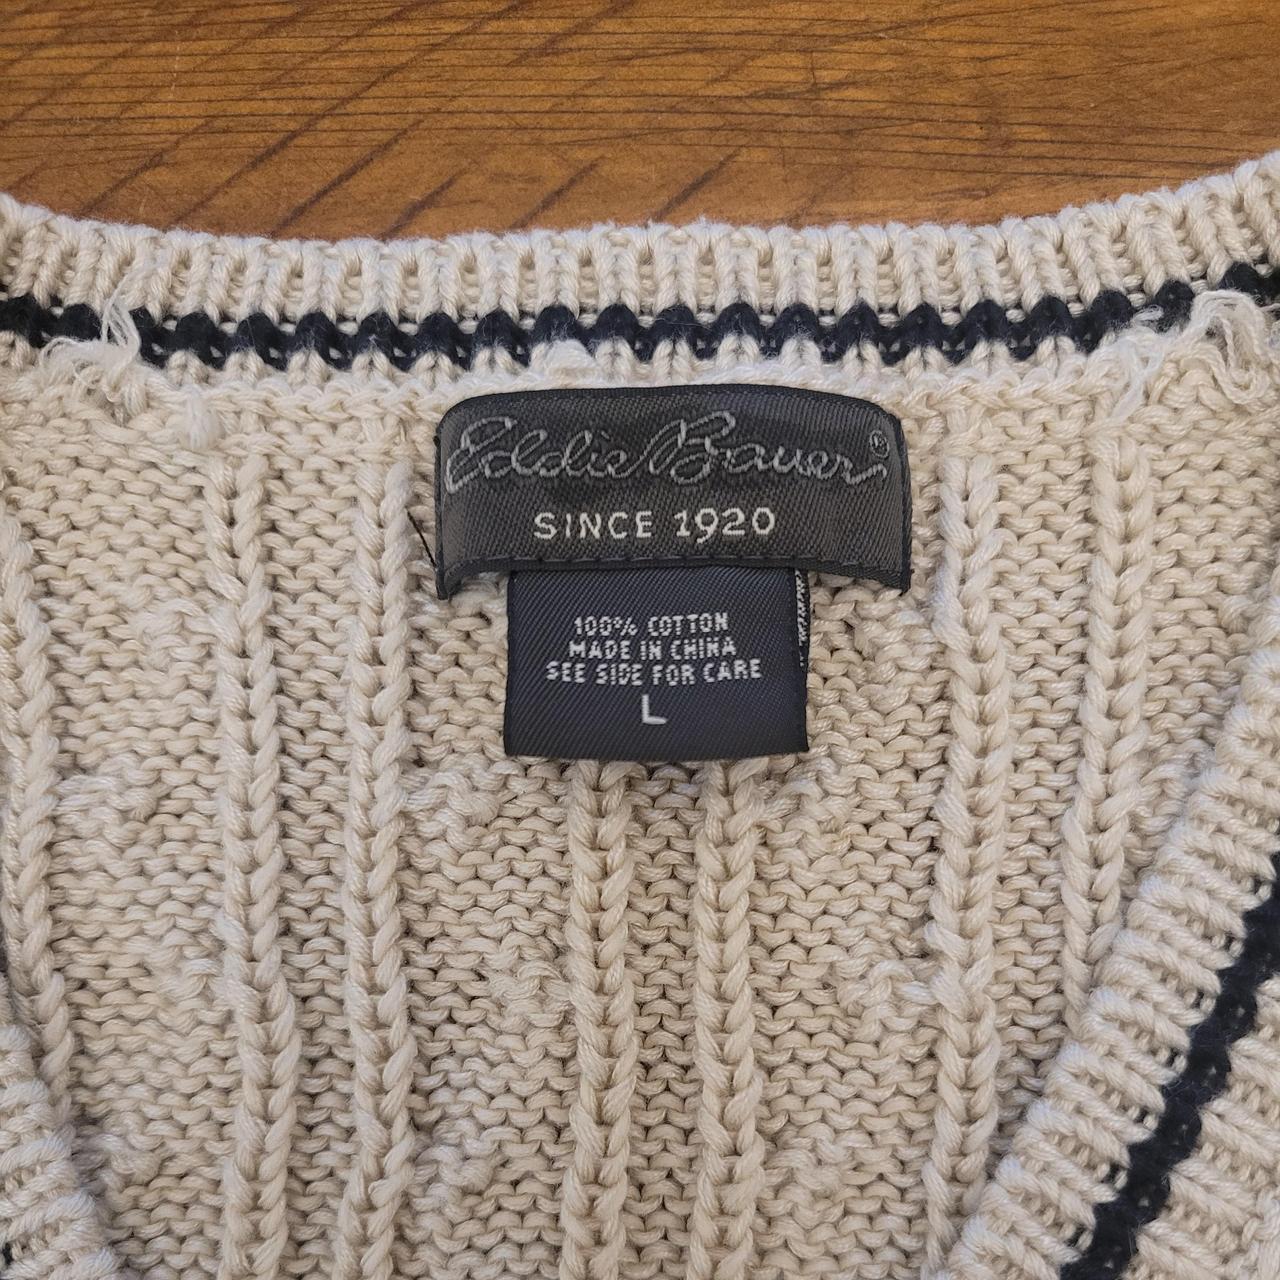 Eddie Bauer®
SINCE 1920
100% COTTON
MADE IN CHINA
SEE SIDE FOR CARE
L